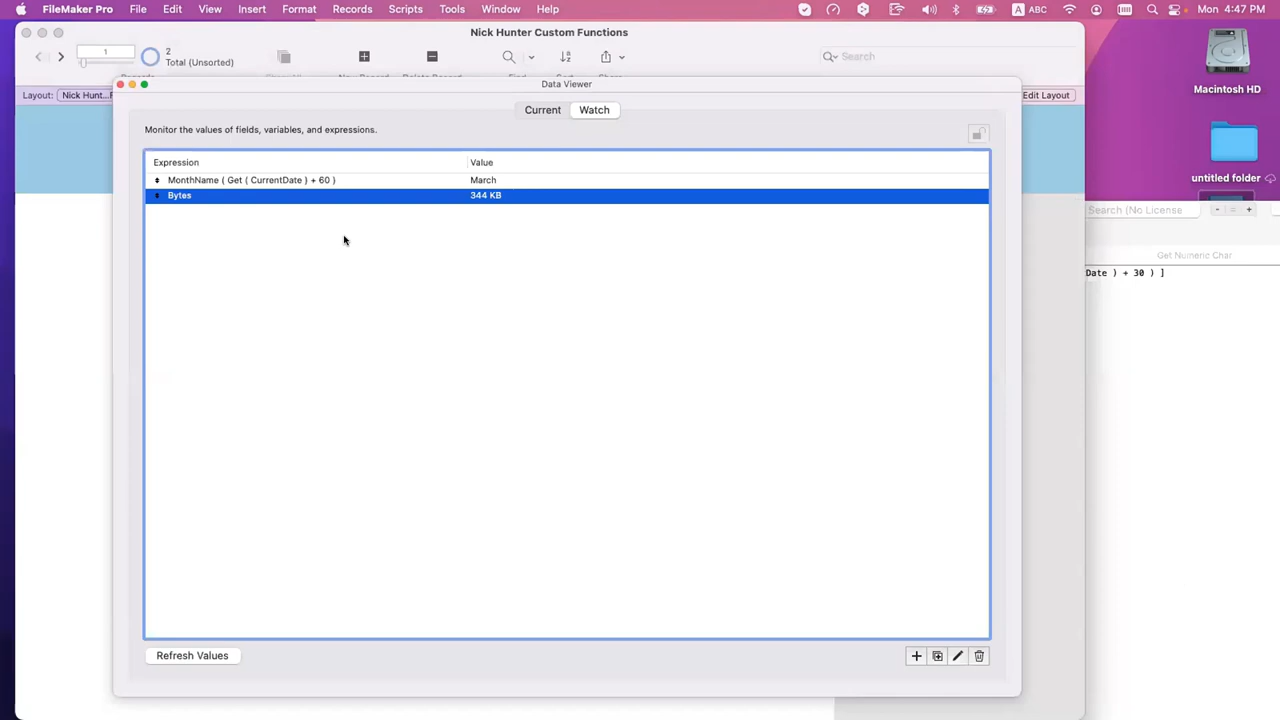 FileMaker Pro File Edit View Insert Format Records Scripts Tools Window Help ABC Mon. 4:47 PM
Nick Hunter Custom Functions
1
2
Total (Unsorted)
Search
Macintosh HD
Layout: Nick Hunt... Edit Layout
Data Viewer
Current Watch
Monitor the values of fields, variables, and expressions.
Expression Value
MonthName ( Get ( CurrentDate ) + 60 ) March
Bytes 344 KB
untitled folder
Search (No License - = +
Get Numeric Char
Date ) + 30 ) ]
Refresh Values